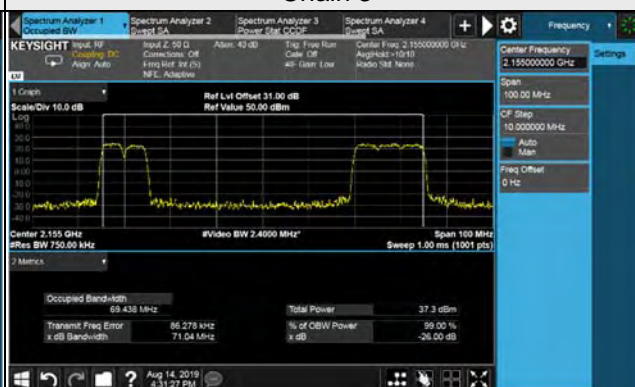 Spectrum Analyzer 1
Occupied BW
Spectrum Analyzer 2
Swept SA
Spectrum Analyzer 3
Power Stat CCDF
Spectrum Analyzer 4
Swept SA
Frequency
KEYSIGHT
Input: RF
Coupling: DC
Align: Auto
Input Z: 50 Ω
Corrections: Off
Freq Ref: Int (S)
NFE: Adaptive
Atten: 40 dB
Trig: Free Run
Gate: Off
#IF Gain: Low
Center Freq: 2.155000000 GHz
Avg|Hold:>10/10
Radio Std: None
Center Frequency
2.155000000 GHz
Settings
Span
100.00 MHz
CF Step
10.000000 MHz
Auto
Man
Freq Offset
0 Hz
LW
1 Graph
Scale/Div 10.0 dB
Ref Lvl Offset 31.00 dB
Ref Value 50.00 dBm
Log
Center 2.155 GHz
#Res BW 750.00 kHz
#Video BW 2.4000 MHz*
Span 100 MHz
Sweep 1.00 ms (1001 pts)
2 Metrics
Occupied Bandwidth
69.438 MHz
Total Power
37.3 dBm
Transmit Freq Error
86.278 kHz
% of OBW Power
99.00 %
x dB Bandwidth
71.04 MHz
x dB
-26.00 dB
Aug 14, 2019
4:31:27 PM